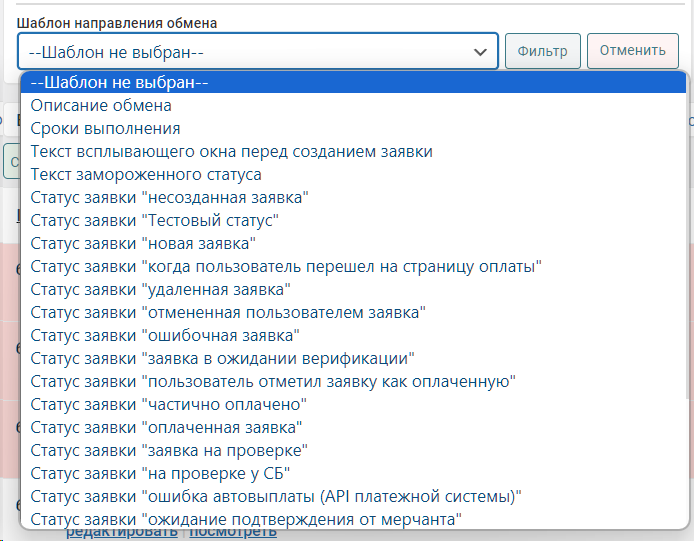 Шаблон направления обмена
--Шаблон не выбран--
Фильтр
Отменить
--Шаблон не выбран--
Описание обмена
Сроки выполнения
Текст всплывающего окна перед созданием заявки
Текст замороженного статуса
Статус заявки "несозданная заявка"
Статус заявки "Тестовый статус"
Статус заявки "новая заявка"
Статус заявки "когда пользователь перешел на страницу оплаты"
Статус заявки "удаленная заявка"
Статус заявки "отмененная пользователем заявка"
Статус заявки "ошибочная заявка"
Статус заявки "заявка в ожидании верификации"
Статус заявки "пользователь отметил заявку как оплаченную"
Статус заявки "частично оплачено"
Статус заявки "оплаченная заявка"
Статус заявки "заявка на проверке"
Статус заявки "на проверке у СБ"
Статус заявки "ошибка автовыплаты (API платежной системы)"
Статус заявки "ожидание подтверждения от мерчанта"
редактировать | посмотреть